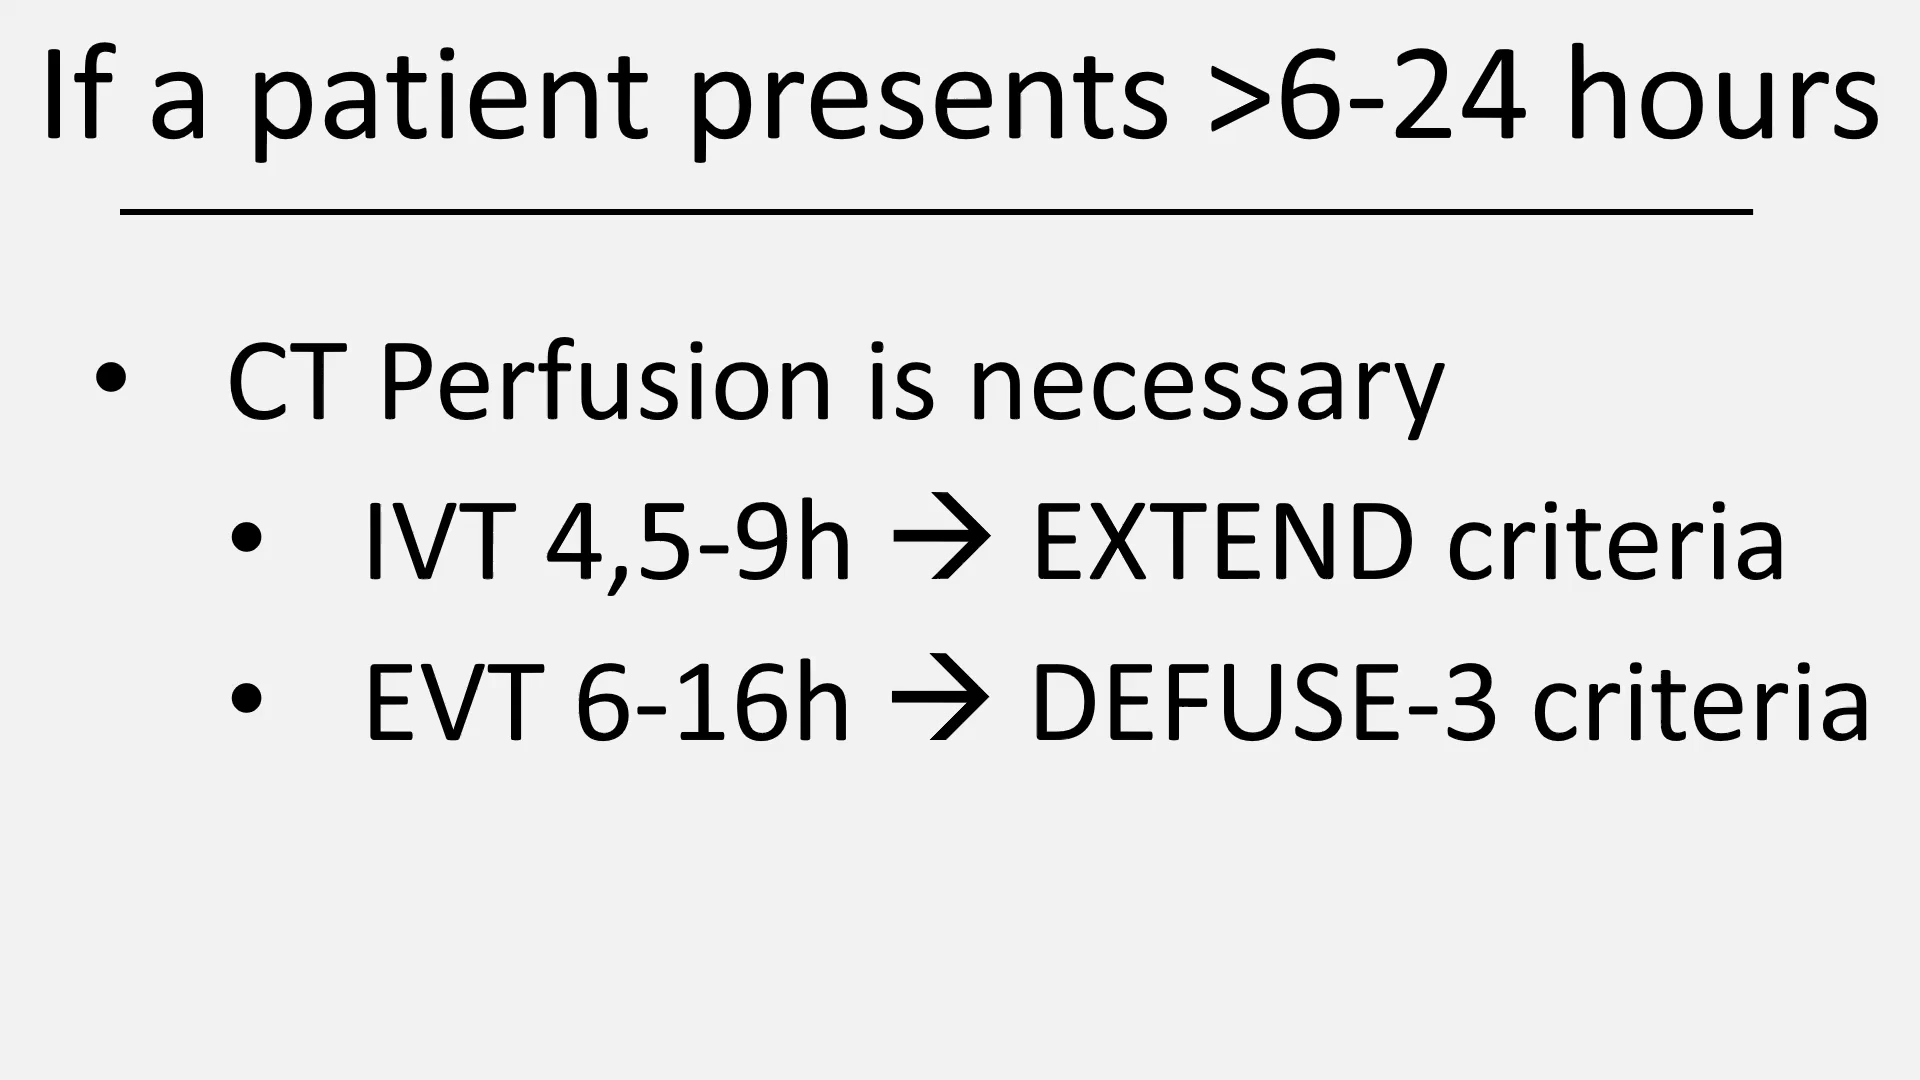 If a patient presents >6-24 hours
• CT Perfusion is necessary
• IVT 4,5-9h → EXTEND criteria
• EVT 6-16h → DEFUSE-3 criteria